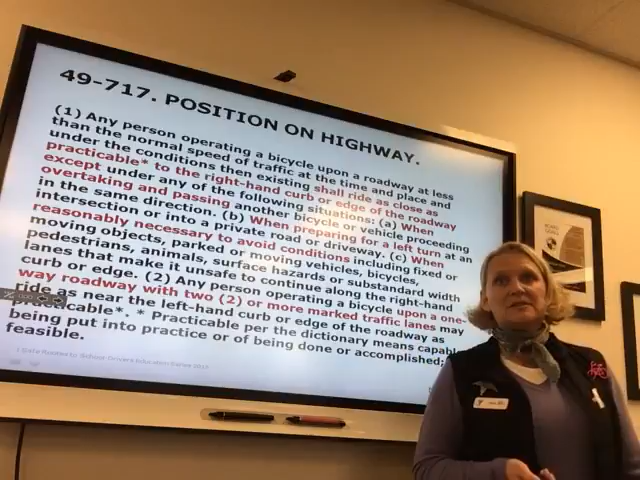 49-717. POSITION ON HIGHWAY.
(1) Any person operating a bicycle upon a roadway at less
than the normal speed of traffic at the time and place and
under the conditions then existing shall ride as close as
practicable* to the right-hand curb or edge of the roadway
except under any of the following situations: (a) When
overtaking and passing another bicycle or vehicle proceeding
in the same direction. (b) When preparing for a left turn at an
intersection or into a private road or driveway. (c) When
reasonably necessary to avoid conditions including fixed or
moving objects, parked or moving vehicles, bicycles,
pedestrians, animals, surface hazards or substandard width
lanes that make it unsafe to continue along the right-hand
curb or edge. (2) Any person operating a bicycle upon a one-
way roadway with two (2) or more marked traffic lanes may
ride as near the left-hand curb or edge of the roadway as
practicable*. * Practicable per the dictionary means capable
being put into practice or of being done or accomplished;
feasible.